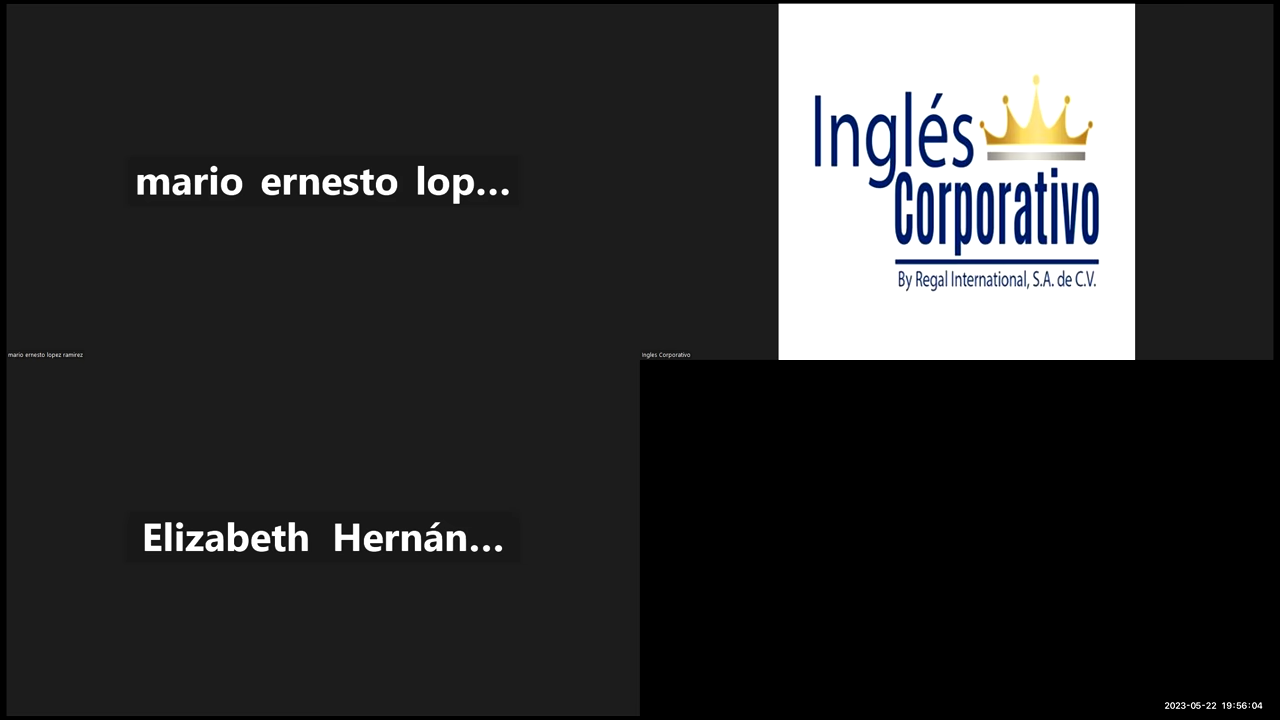 mario ernesto lop...
Inglés
Corporativo
By Regal International, S.A. de C.V.
mario ernesto lopez ramirez
Ingles Corporativo
Elizabeth Hernán...
2023-05-22 19:56:04